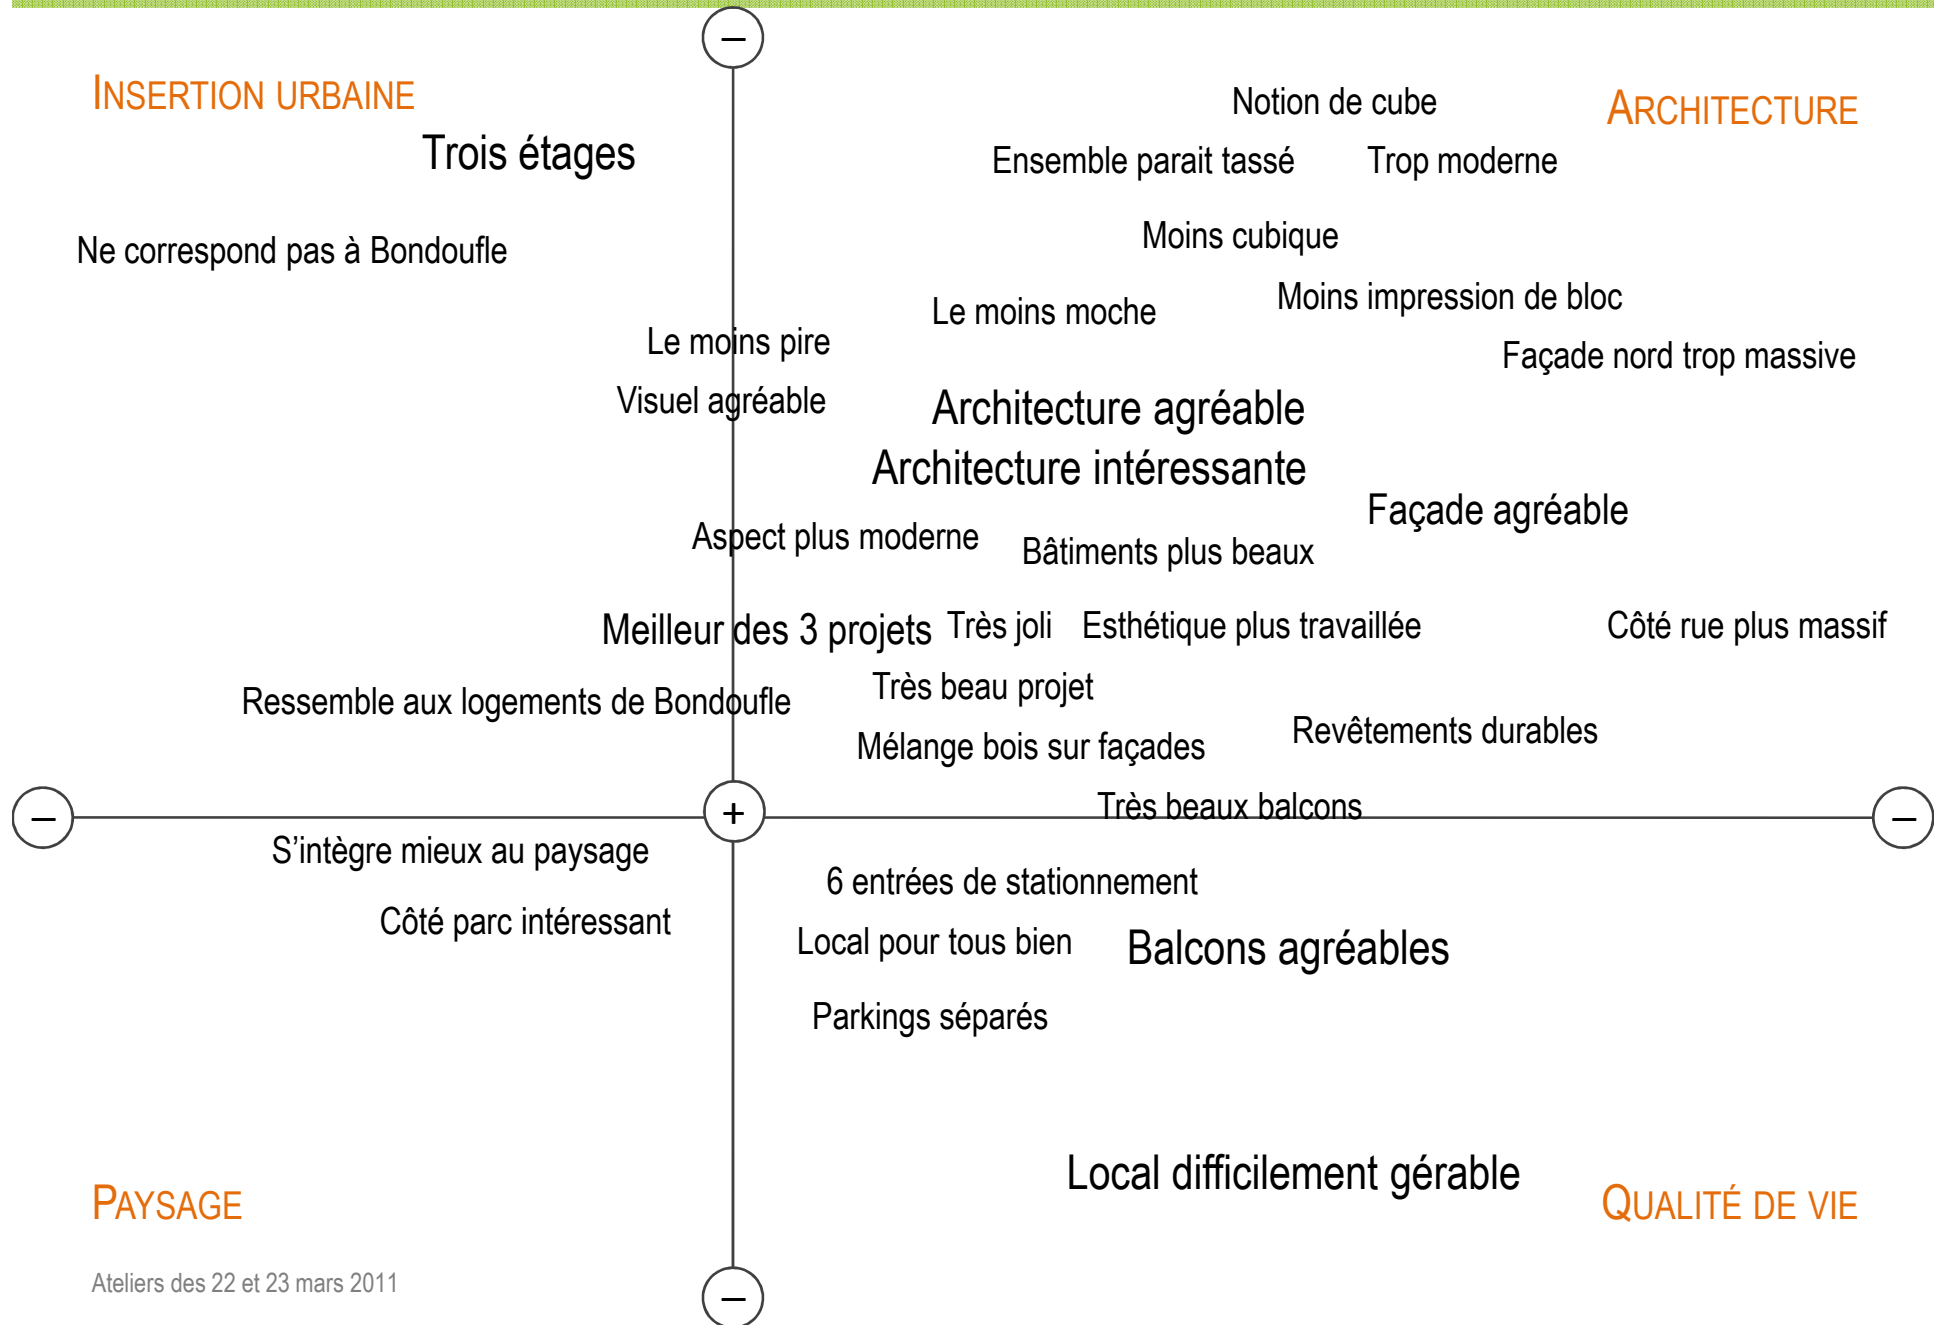 –
INSERTION URBAINE
Notion de cube
ARCHITECTURE
Trois étages
Ensemble parait tassé
Trop moderne
Ne correspond pas à Bondoufle
Moins cubique
Le moins moche
Moins impression de bloc
Le moins pire
Façade nord trop massive
Visuel agréable
Architecture agréable
Architecture intéressante
Façade agréable
Aspect plus moderne
Bâtiments plus beaux
Meilleur des 3 projets
Très joli
Esthétique plus travaillée
Côté rue plus massif
Ressemble aux logements de Bondoufle
Très beau projet
Mélange bois sur façades
Revêtements durables
Très beaux balcons
–
+
–
S’intègre mieux au paysage
6 entrées de stationnement
Côté parc intéressant
Local pour tous bien
Balcons agréables
Parkings séparés
Local difficilement gérable
PAYSAGE
QUALITÉ DE VIE
Ateliers des 22 et 23 mars 2011
–